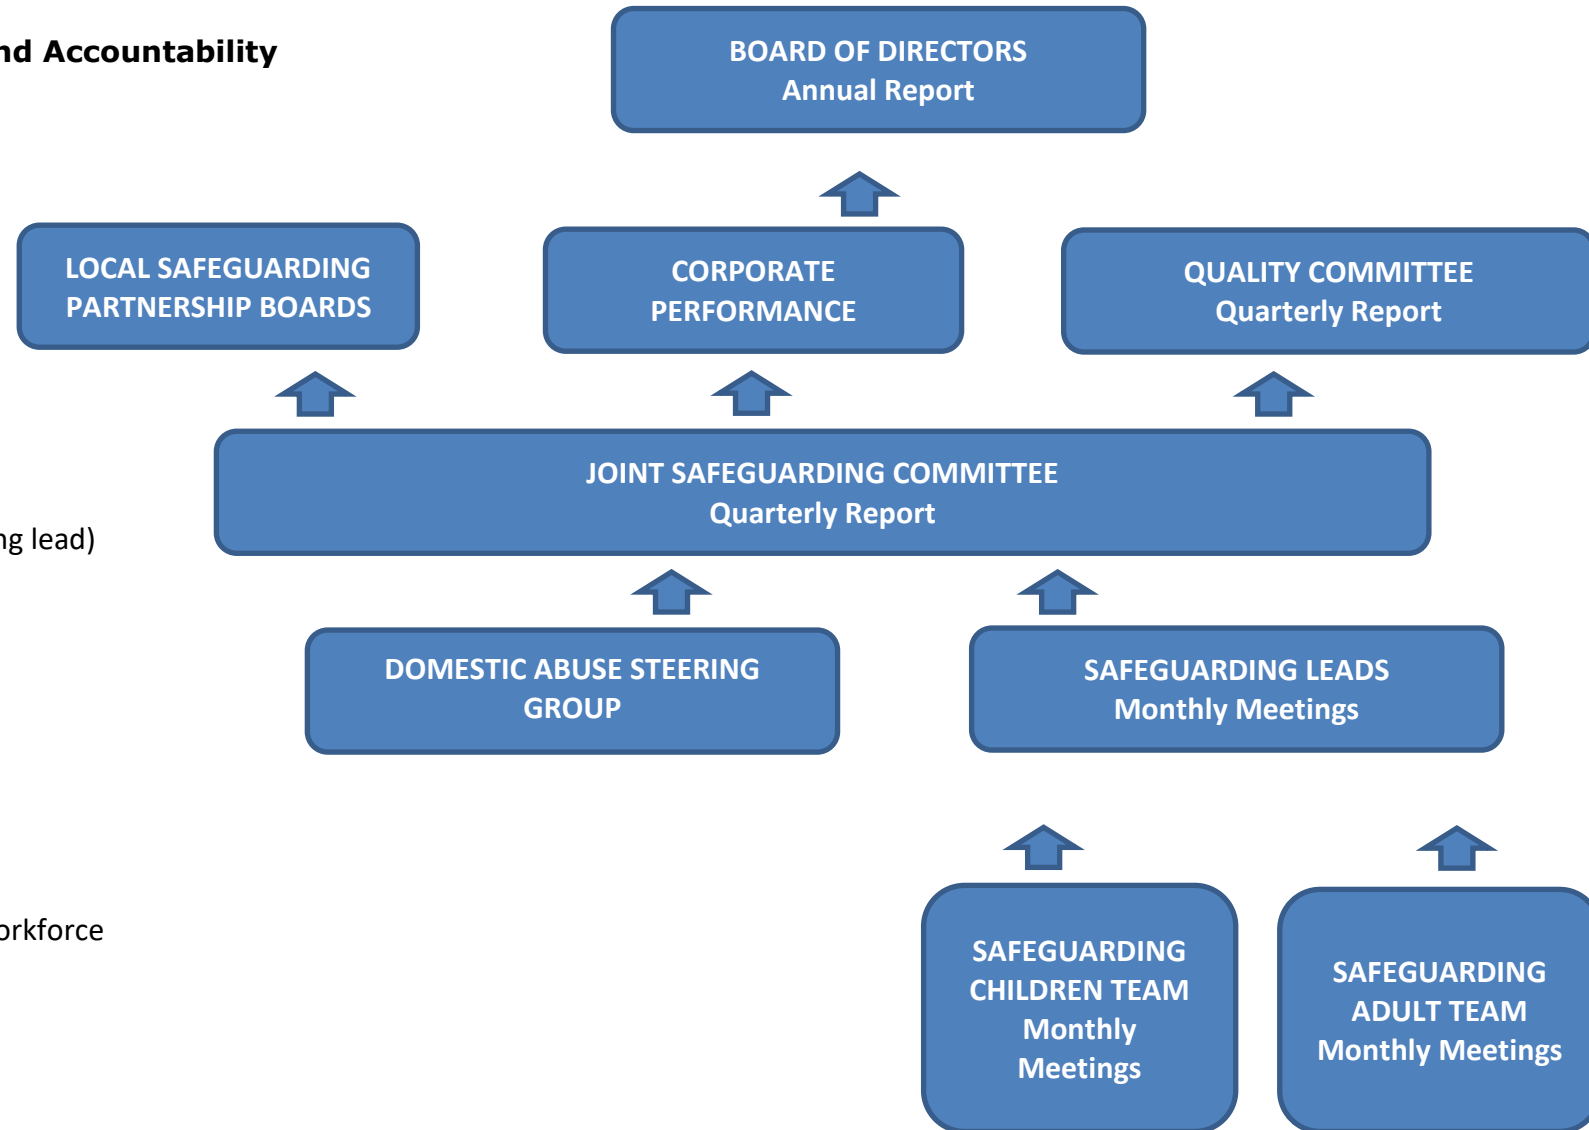 nd Accountability
BOARD OF DIRECTORS
Annual Report
LOCAL SAFEGUARDING
PARTNERSHIP BOARDS
CORPORATE
PERFORMANCE
QUALITY COMMITTEE
Quarterly Report
JOINT SAFEGUARDING COMMITTEE
Quarterly Report
ng lead)
DOMESTIC ABUSE STEERING
GROUP
SAFEGUARDING LEADS
Monthly Meetings
orkforce
SAFEGUARDING
CHILDREN TEAM
Monthly
Meetings
SAFEGUARDING
ADULT TEAM
Monthly Meetings